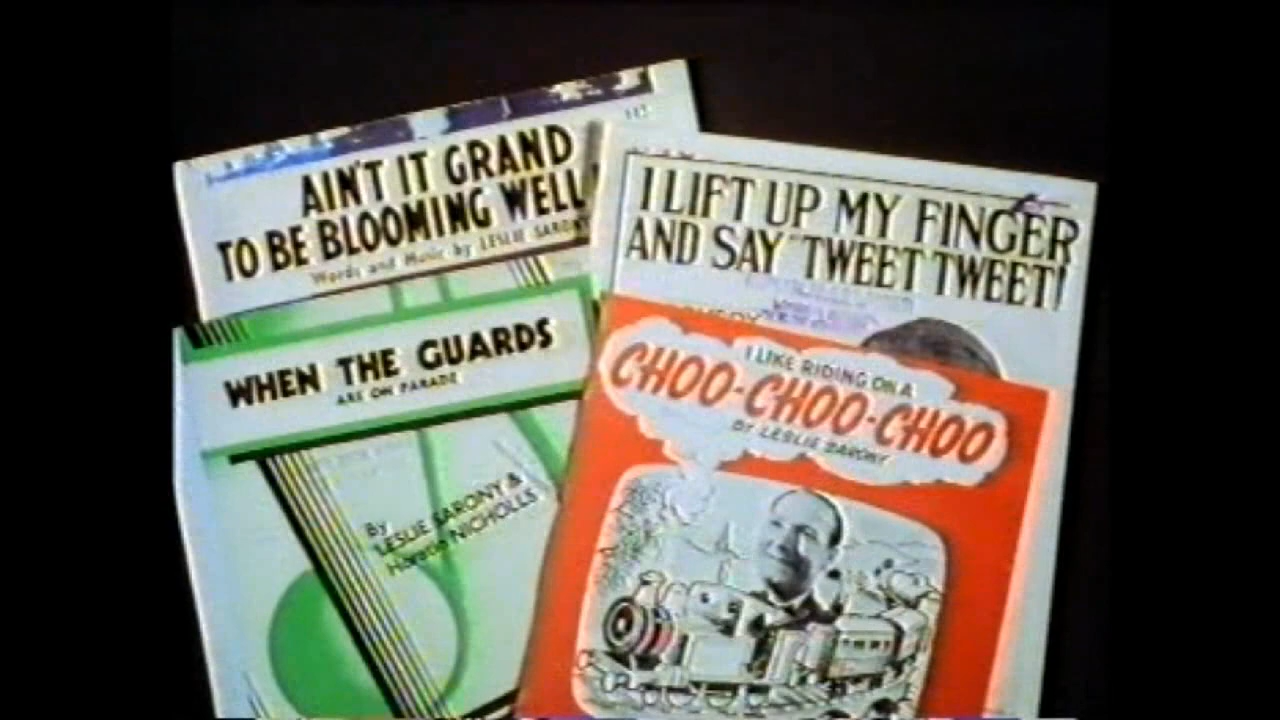 AIN'T IT GRAND
TO BE BLOOMING WELL
Words and Music by LESLIE SARONY
I LIFT UP MY FINGER
AND SAY "TWEET TWEET!
WHEN THE GUARDS
ARE ON PARADE
By
LESLIE SARONY &
Horatio NICHOLLS
I LIKE RIDING ON A
CHOO-CHOO-CHOO
BY LESLIE SARONY